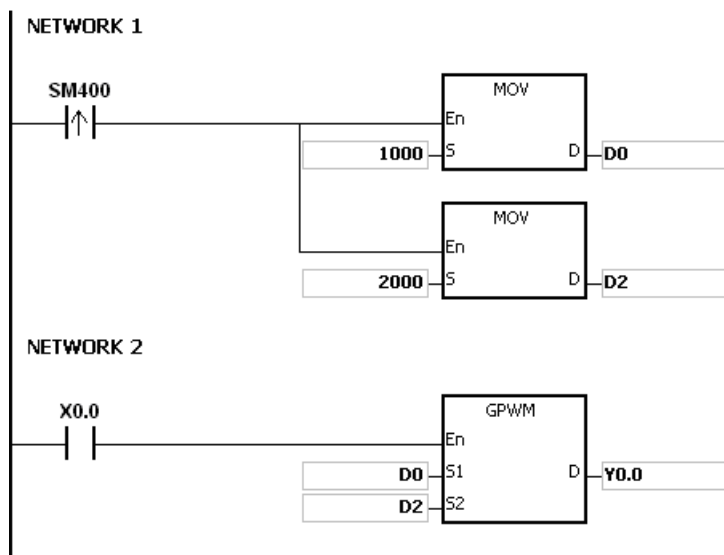 NETWORK 1
SM400
MOV
En
1000 S D D0
MOV
En
2000 S D D2
NETWORK 2
X0.0
GPWM
En
D0 S1 D Y0.0
D2 S2